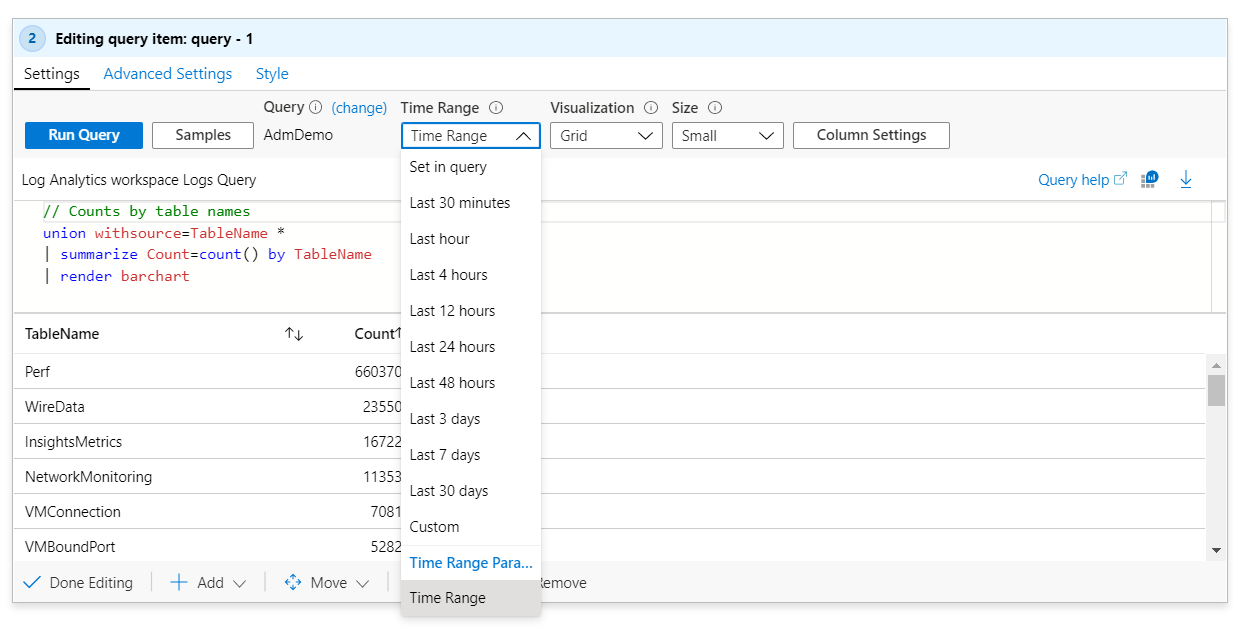 2 Editing query item: query - 1
Settings Advanced Settings Style
Query (change) Time Range Visualization Size
Run Query Samples AdmDemo Time Range Grid Small Column Settings
Set in query
Last 30 minutes
Last hour
Last 4 hours
Last 12 hours
Last 24 hours
Last 48 hours
Last 3 days
Last 7 days
Last 30 days
Custom
Time Range Para...
Time Range
Log Analytics workspace Logs Query Query help
// Counts by table names
union withsource=TableName *
| summarize Count=count() by TableName
| render barchart
TableName Count
Perf 660370
WireData 23550
InsightsMetrics 16722
NetworkMonitoring 11353
VMConnection 7081
VMBoundPort 5282
Done Editing Add Move